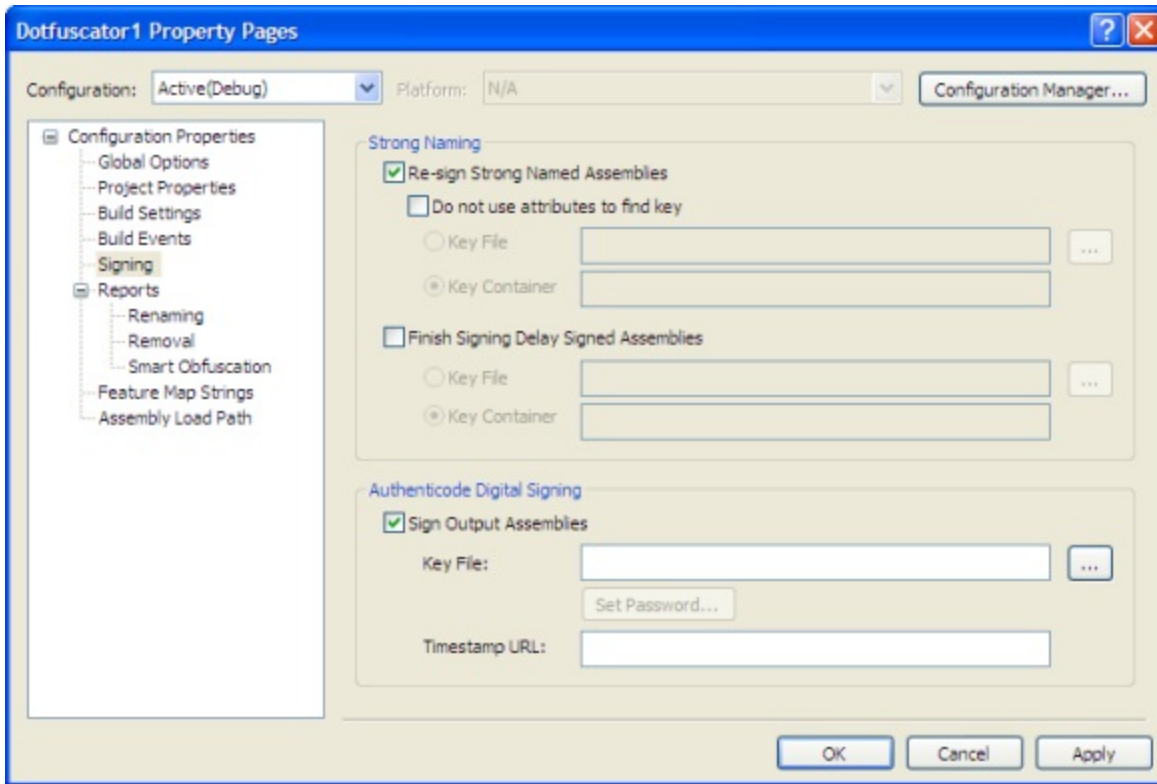 Dotfuscator1 Property Pages
Configuration: Active(Debug) Platform: N/A Configuration Manager...
Configuration Properties
Global Options
Project Properties
Build Settings
Build Events
Signing
Reports
Renaming
Removal
Smart Obfuscation
Feature Map Strings
Assembly Load Path
Strong Naming
Re-sign Strong Named Assemblies
Do not use attributes to find key
Key File ...
Key Container
Finish Signing Delay Signed Assemblies
Key File ...
Key Container
Authenticode Digital Signing
Sign Output Assemblies
Key File: ...
Set Password...
Timestamp URL:
OK Cancel Apply